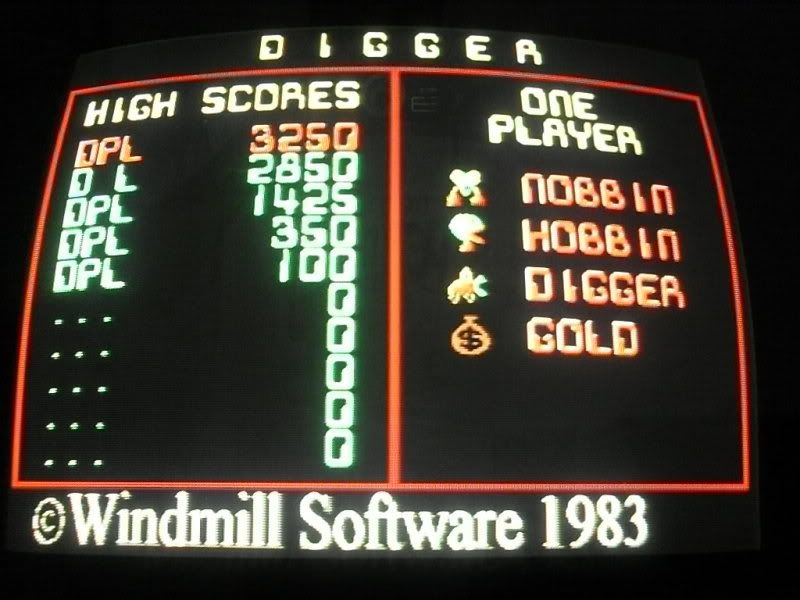 DIGGER
HIGH SCORES
DPL 3250
D L 2850
DPL 1425
DPL 350
DPL 100
... 0
... 0
... 0
... 0
... 0
ONE
PLAYER
NOBBIN
HOBBIN
DIGGER
$ GOLD
© Windmill Software 1983